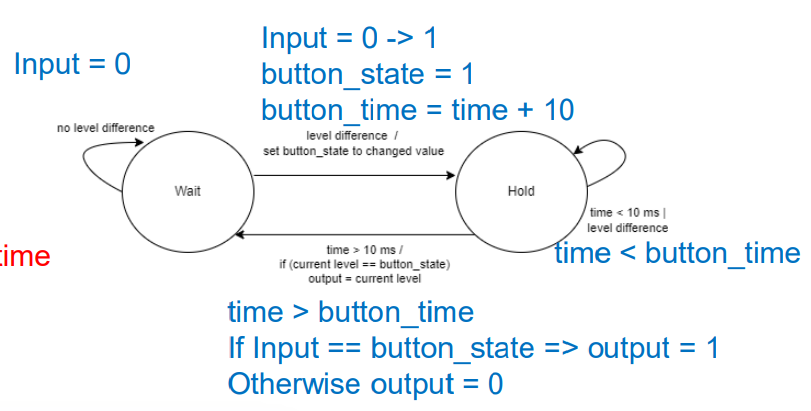 Input = 0 -> 1
Input = 0
button_state = 1
button_time = time + 10
no level difference
level difference /
set button_state to changed value
Wait
Hold
time < 10 ms |
level difference
time
time > 10 ms /
if (current level == button_state)
output = current level
time < button_time
time > button_time
If Input == button_state => output = 1
Otherwise output = 0